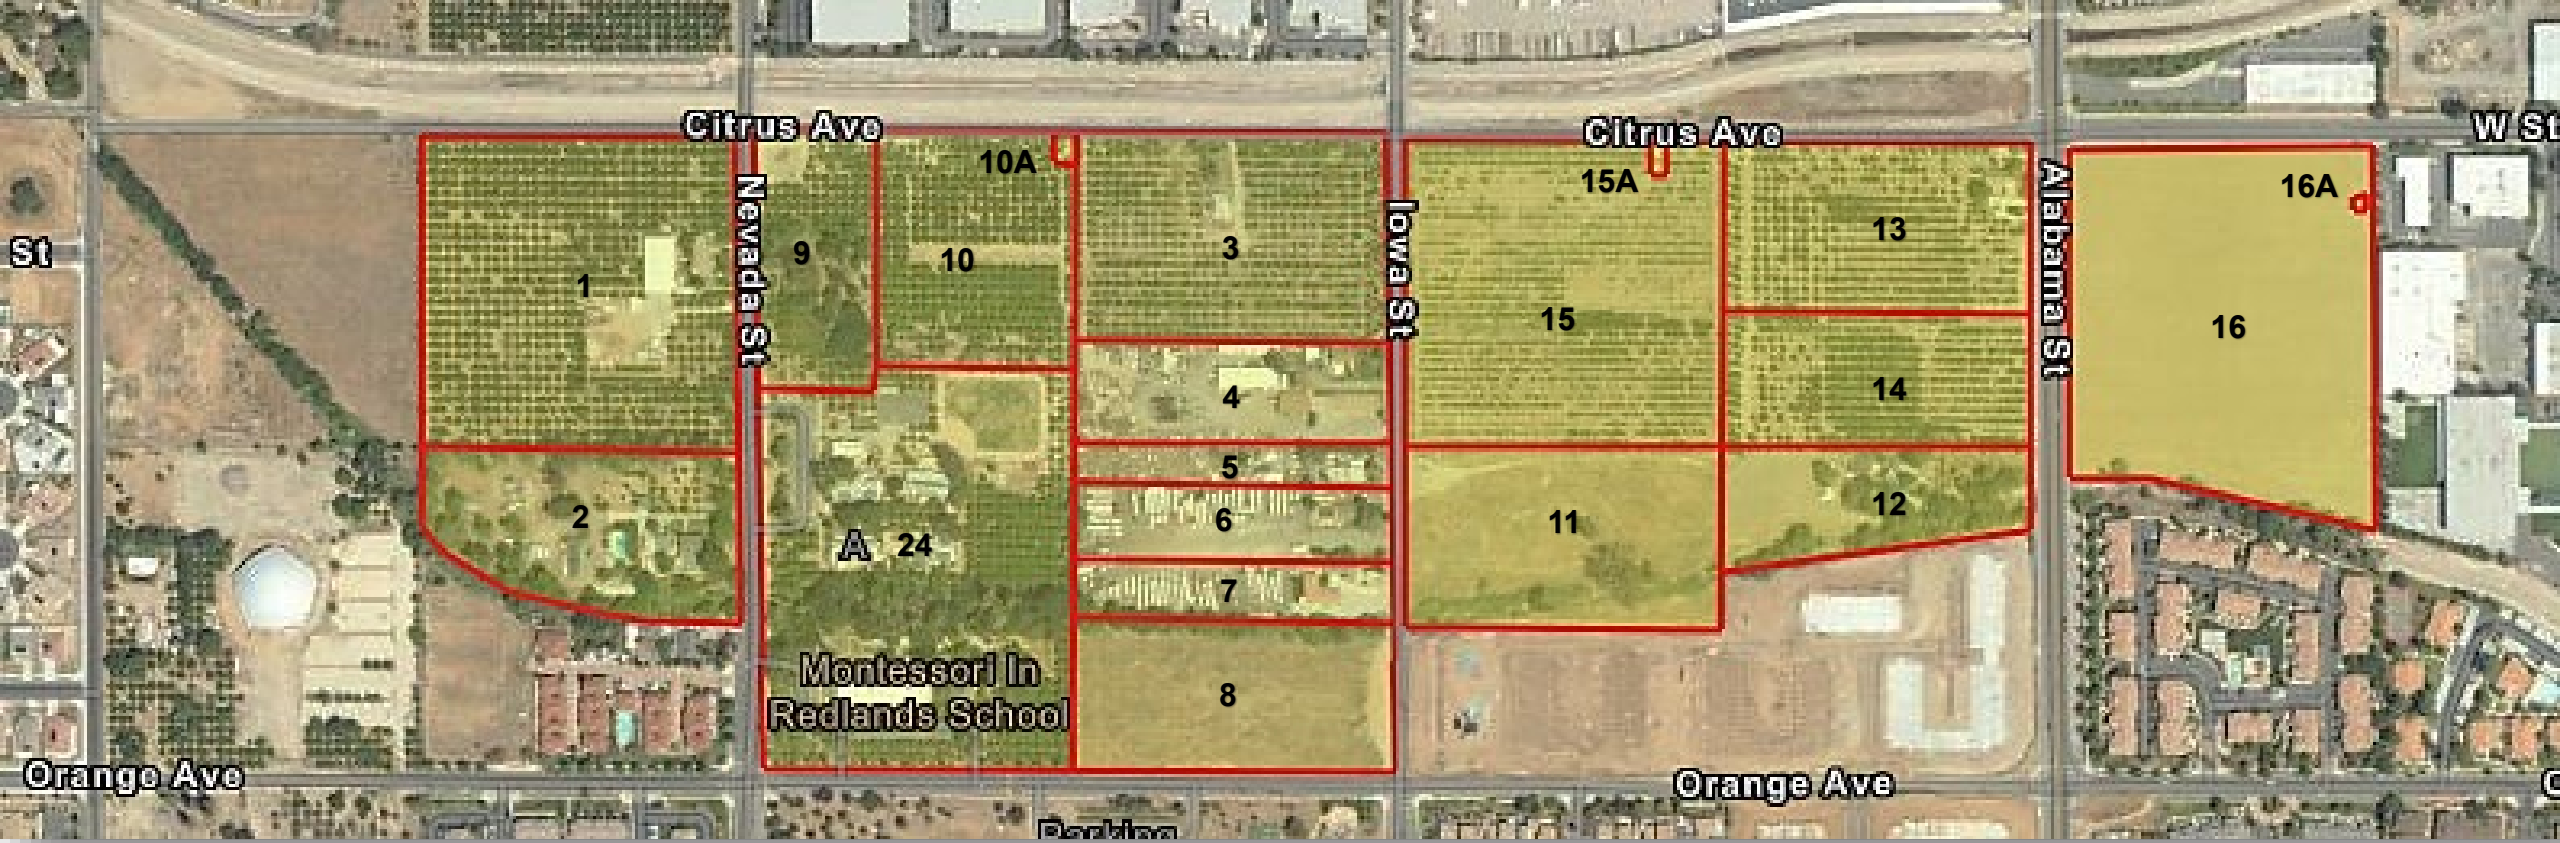 Citrus Ave
Citrus Ave
W St
10A
15A
16A
St
Nevada St
Iowa St
Alabama St
1
9
10
3
15
13
14
16
4
5
6
7
8
2
A 24
11
12
Montessori In
Redlands School
Orange Ave
Orange Ave
Parking